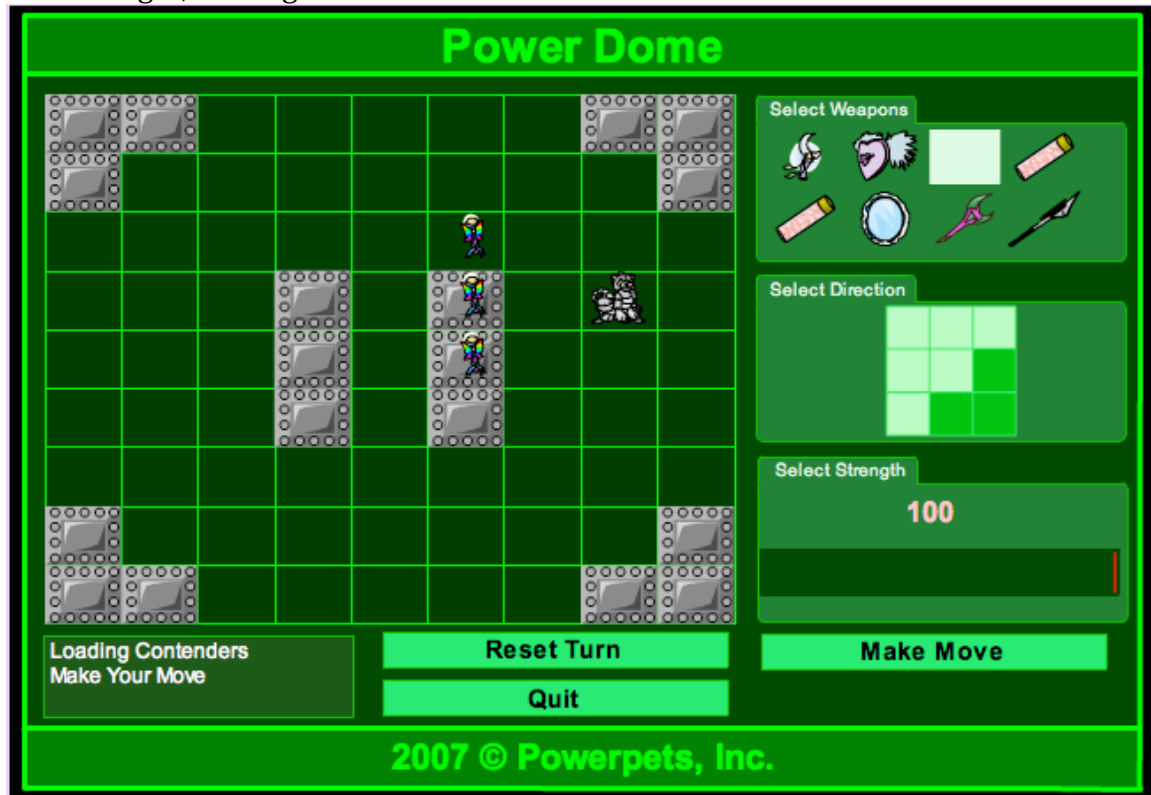 Power Dome
Select Weapons
Select Direction
Select Strength
100
Loading Contenders
Make Your Move
Reset Turn
Quit
Make Move
2007 © Powerpets, Inc.